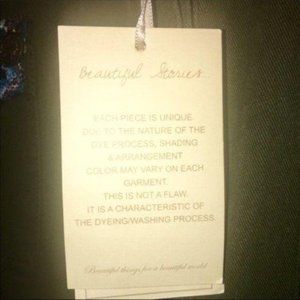 Beautiful Stories
EACH PIECE IS UNIQUE.
DUE TO THE NATURE OF THE
DYE PROCESS, SHADING
&ARRANGEMENT
COLOR MAY VARY ON EACH
GARMENT.
THIS IS NOT A FLAW.
IT IS A CHARACTERISTIC OF
THE DYEING/WASHING PROCESS.
Beautiful things for a beautiful world